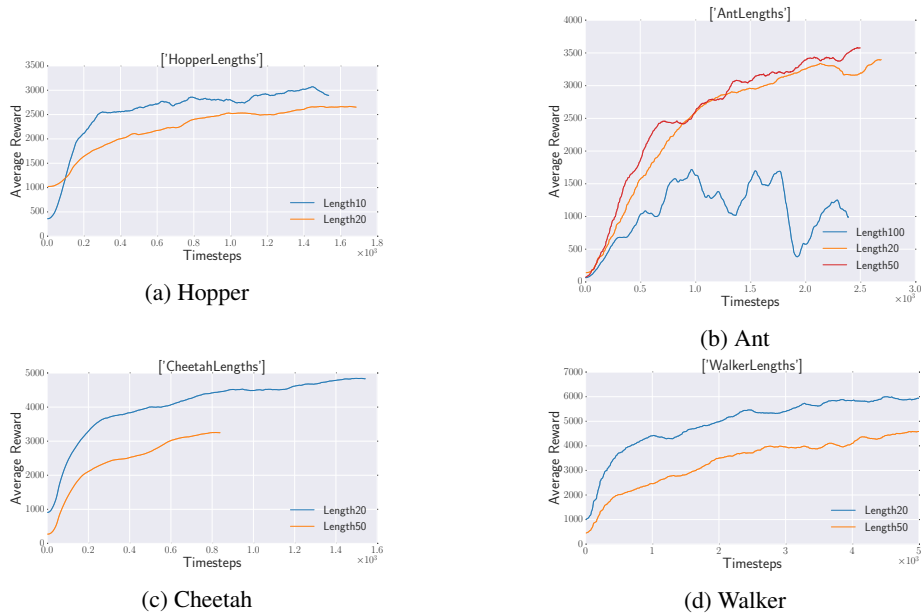 ['HopperLengths']
3500
3000
2500
2000
1500
1000
500
0
Average Reward
Length10
Length20
0.0 0.2 0.4 0.6 0.8 1.0 1.2 1.4 1.6 1.8
×10³
Timesteps
(a) Hopper
['AntLengths']
4000
3500
3000
2500
2000
1500
1000
500
0
Average Reward
Length100
Length20
Length50
0.0 0.5 1.0 1.5 2.0 2.5 3.0
×10³
Timesteps
(b) Ant
['CheetahLengths']
5000
4000
3000
2000
1000
0
Average Reward
Length20
Length50
0.0 0.2 0.4 0.6 0.8 1.0 1.2 1.4 1.6
×10³
Timesteps
(c) Cheetah
['WalkerLengths']
7000
6000
5000
4000
3000
2000
1000
0
Average Reward
Length20
Length50
0 1 2 3 4 5
×10³
Timesteps
(d) Walker